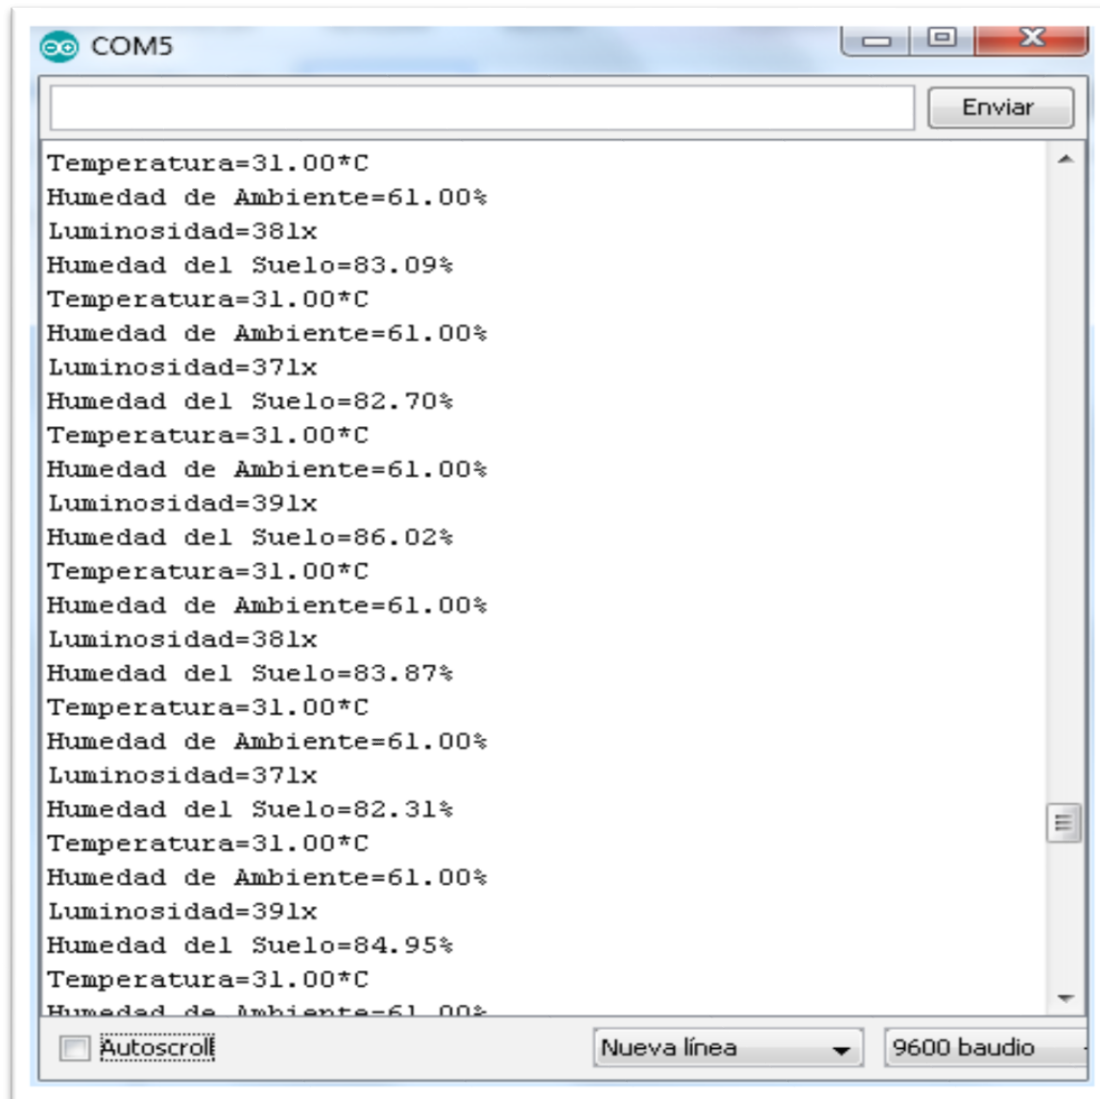 COM5
Enviar
Temperatura=31.00*C
Humedad de Ambiente=61.00%
Luminosidad=38lx
Humedad del Suelo=83.09%
Temperatura=31.00*C
Humedad de Ambiente=61.00%
Luminosidad=37lx
Humedad del Suelo=82.70%
Temperatura=31.00*C
Humedad de Ambiente=61.00%
Luminosidad=39lx
Humedad del Suelo=86.02%
Temperatura=31.00*C
Humedad de Ambiente=61.00%
Luminosidad=38lx
Humedad del Suelo=83.87%
Temperatura=31.00*C
Humedad de Ambiente=61.00%
Luminosidad=37lx
Humedad del Suelo=82.31%
Temperatura=31.00*C
Humedad de Ambiente=61.00%
Luminosidad=39lx
Humedad del Suelo=84.95%
Temperatura=31.00*C
Humedad de Ambiente=61.00%
Autoscroll
Nueva línea
9600 baudio